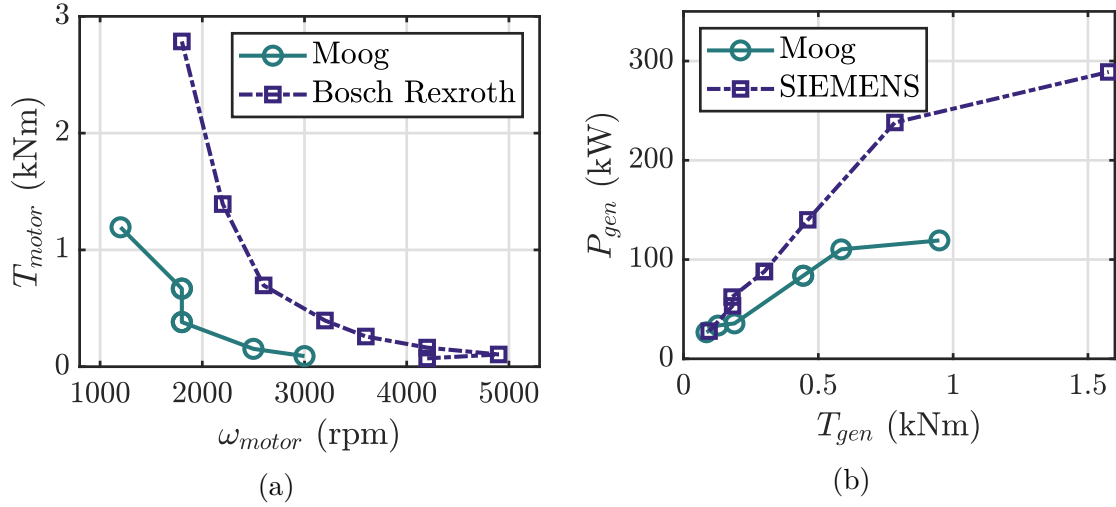 3
2
1
0
T_motor (kNm)
Moog
Bosch Rexroth
1000 2000 3000 4000 5000
ω_motor (rpm)
(a)
300
200
100
0
P_gen (kW)
Moog
SIEMENS
0 0.5 1 1.5
T_gen (kNm)
(b)